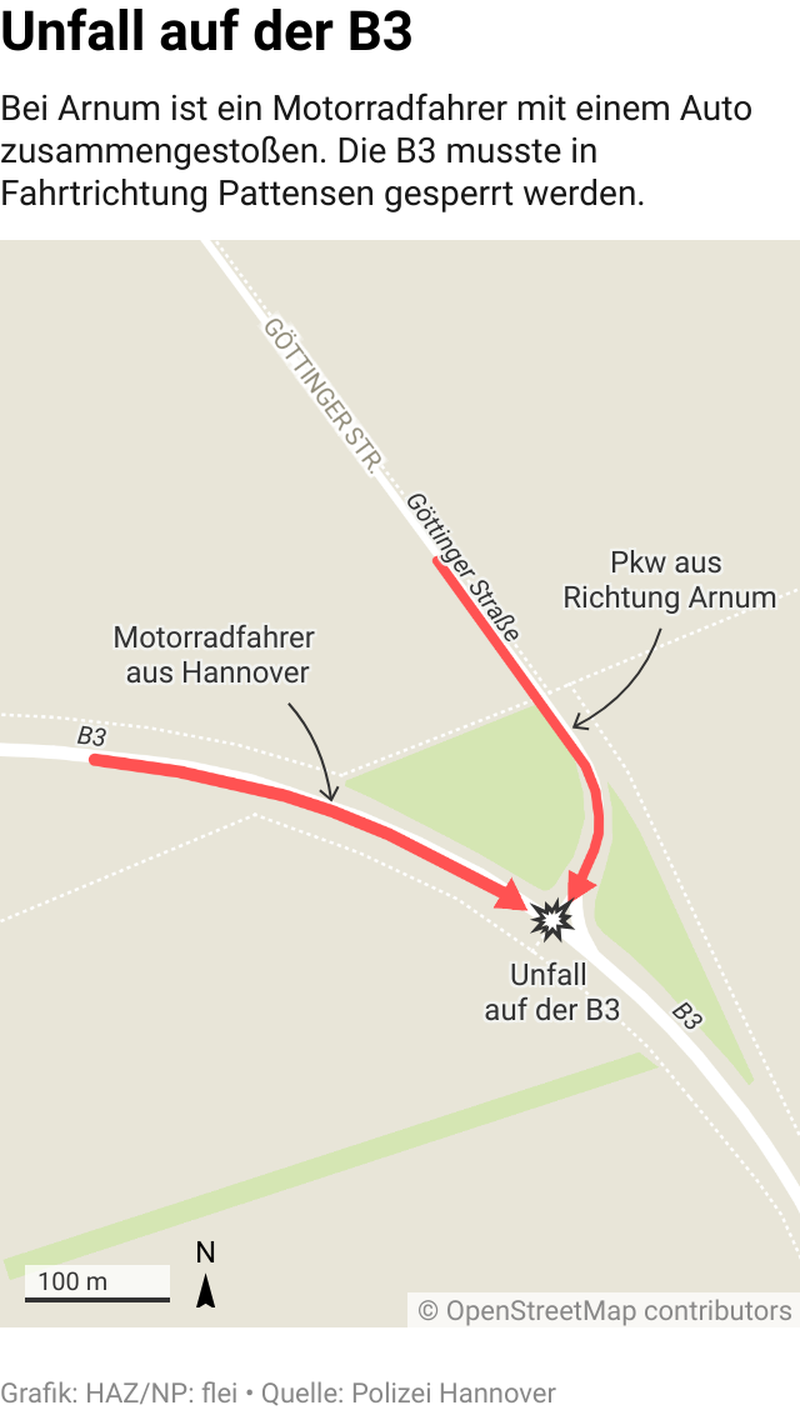 Unfall auf der B3
Bei Arnum ist ein Motorradfahrer mit einem Auto
zusammengestoßen. Die B3 musste in
Fahrtrichtung Pattensen gesperrt werden.
GÖTTINGER STR.
Göttinger Straße
Pkw aus
Richtung Arnum
Motorradfahrer
aus Hannover
B3
Unfall
auf der B3
B3
N
100 m
© OpenStreetMap contributors
Grafik: HAZ/NP: flei • Quelle: Polizei Hannover